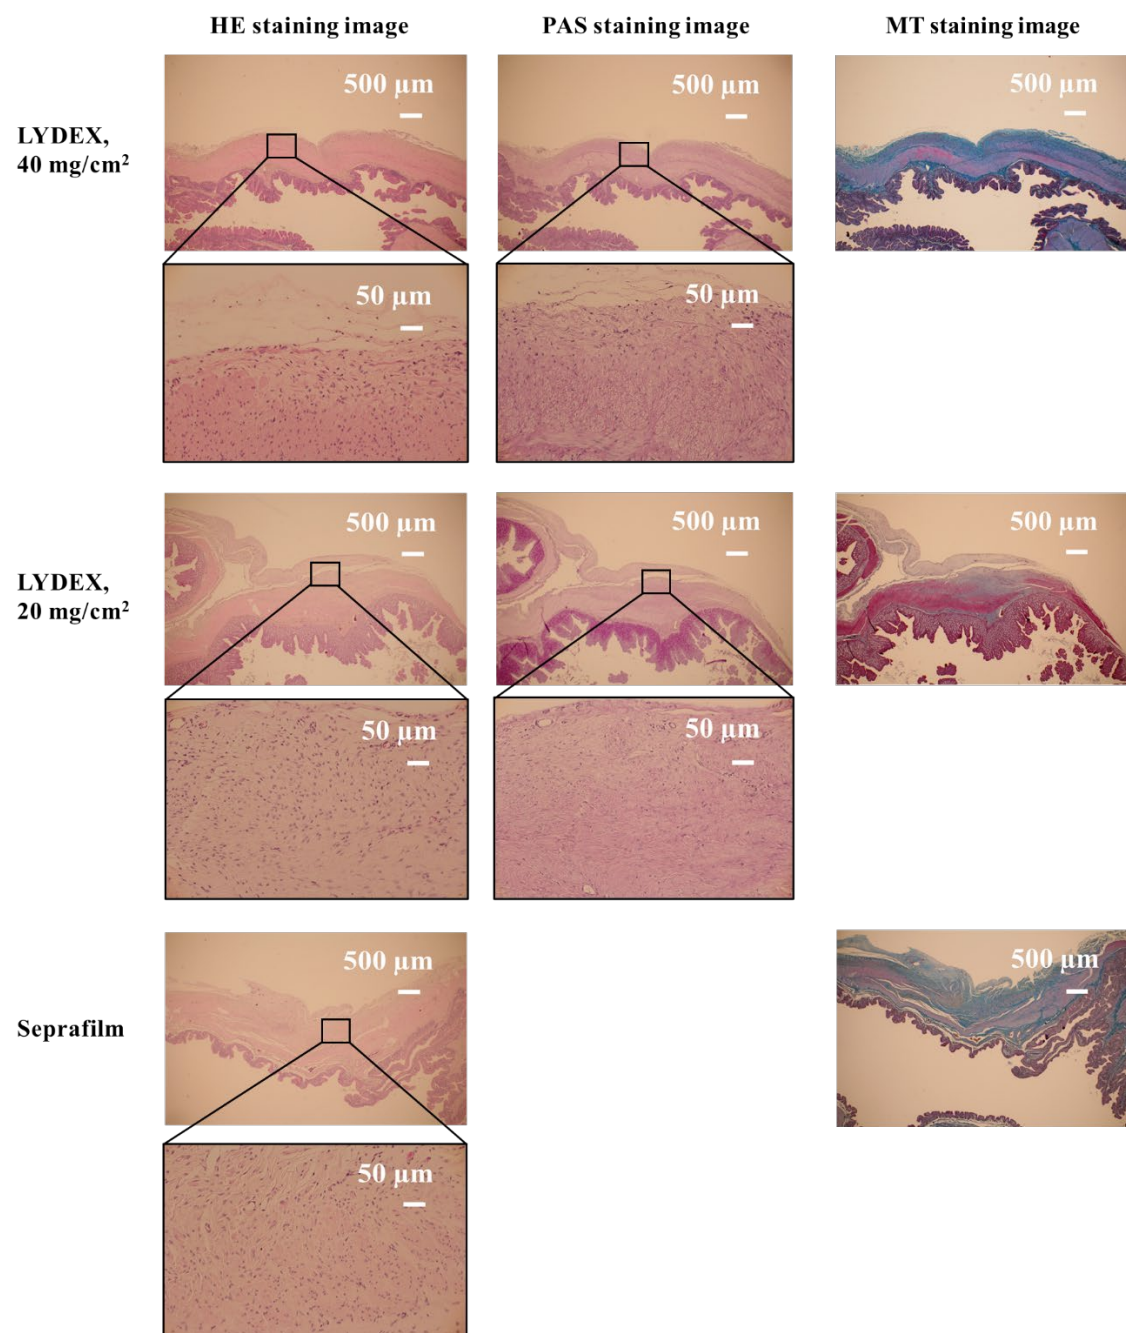 HE staining image
PAS staining image
MT staining image
LYDEX,
40 mg/cm²
500 µm
500 µm
500 µm
50 µm
50 µm
LYDEX,
20 mg/cm²
500 µm
500 µm
500 µm
50 µm
50 µm
Seprafilm
500 µm
500 µm
50 µm